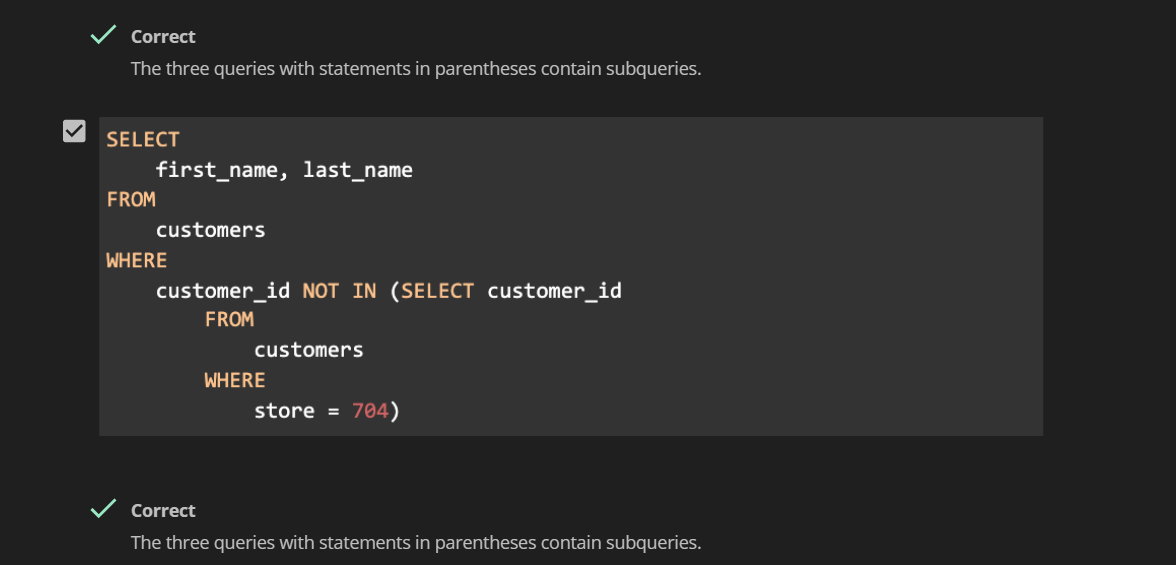 Correct
The three queries with statements in parentheses contain subqueries.
SELECT
first_name, last_name
FROM
customers
WHERE
customer_id NOT IN (SELECT customer_id
FROM
customers
WHERE
store = 704)
Correct
The three queries with statements in parentheses contain subqueries.